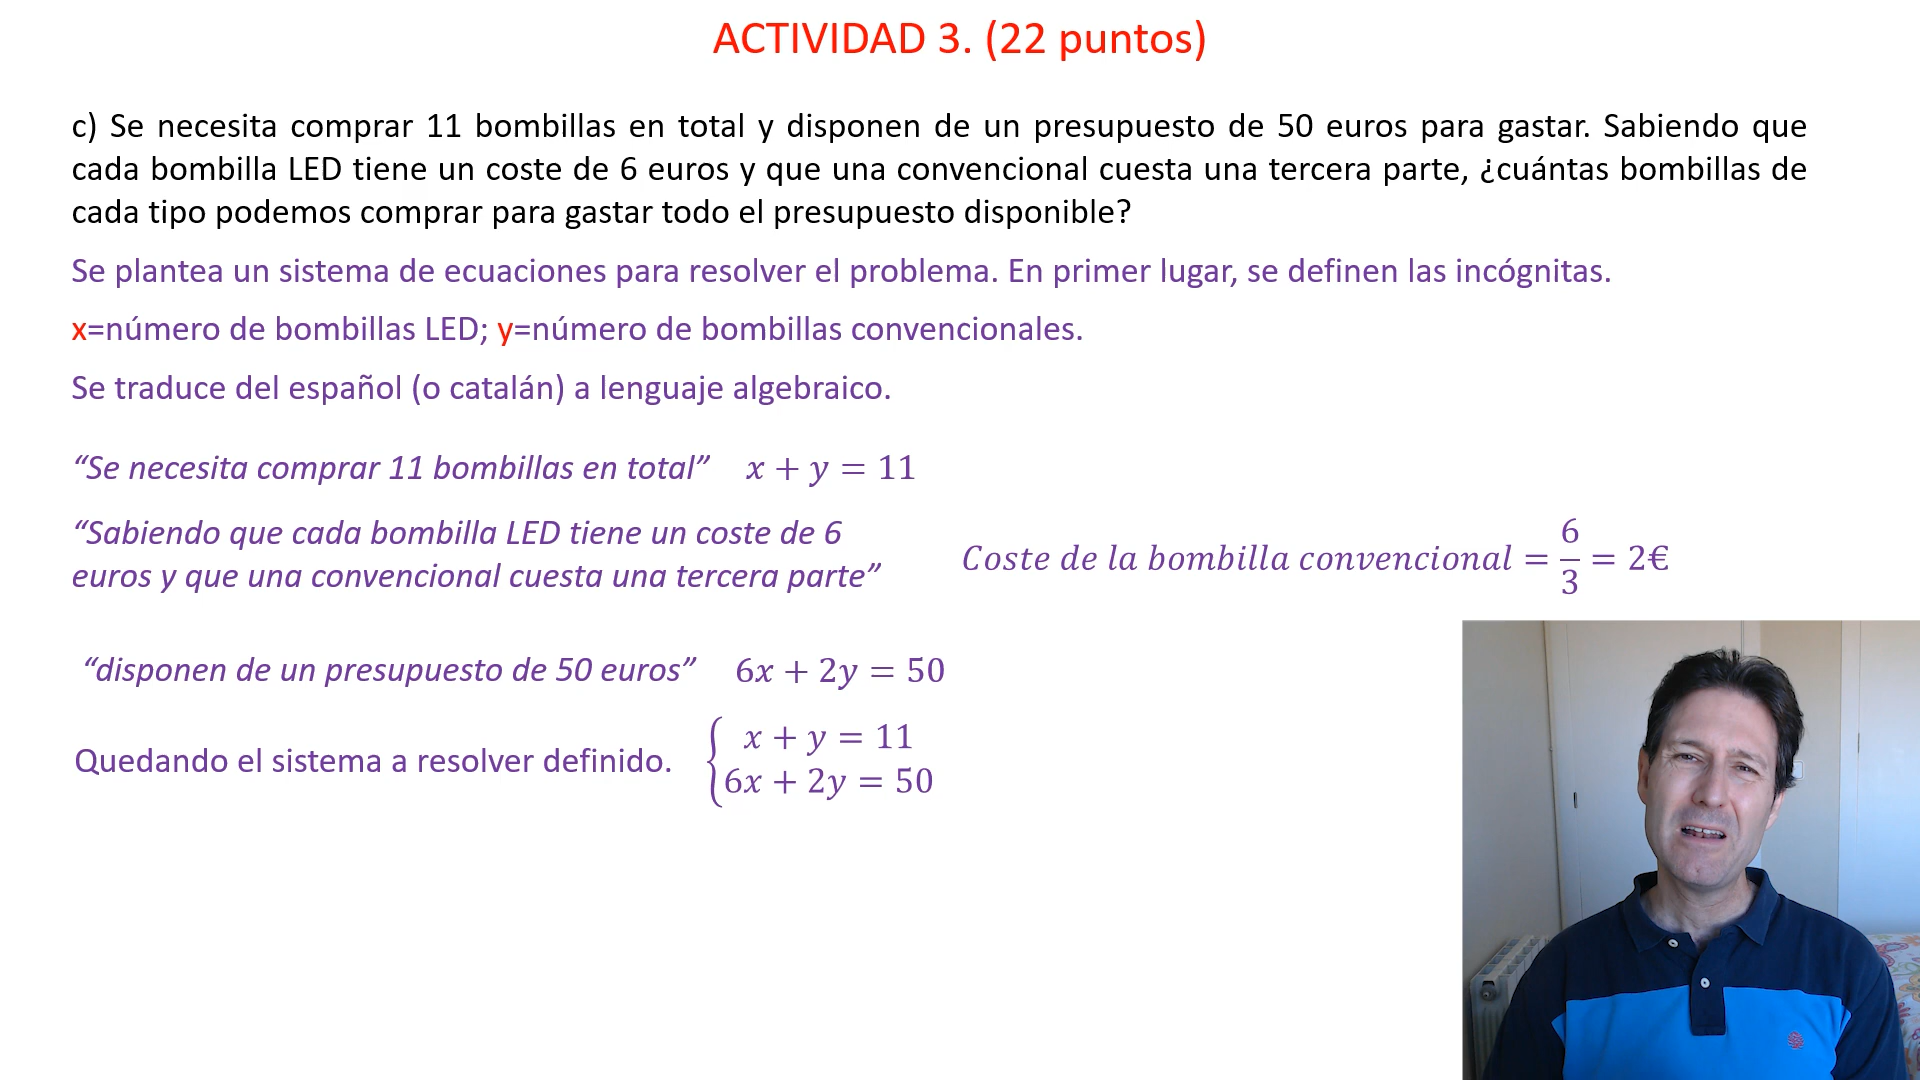 ACTIVIDAD 3. (22 puntos)
c) Se necesita comprar 11 bombillas en total y disponen de un presupuesto de 50 euros para gastar. Sabiendo que
cada bombilla LED tiene un coste de 6 euros y que una convencional cuesta una tercera parte, ¿cuántas bombillas de
cada tipo podemos comprar para gastar todo el presupuesto disponible?
Se plantea un sistema de ecuaciones para resolver el problema. En primer lugar, se definen las incógnitas.
x=número de bombillas LED; y=número de bombillas convencionales.
Se traduce del español (o catalán) a lenguaje algebraico.
“Se necesita comprar 11 bombillas en total” x + y = 11
“Sabiendo que cada bombilla LED tiene un coste de 6
euros y que una convencional cuesta una tercera parte”
Coste de la bombilla convencional = 6/3 = 2€
“disponen de un presupuesto de 50 euros” 6x + 2y = 50
Quedando el sistema a resolver definido.
{ x + y = 11
6x + 2y = 50